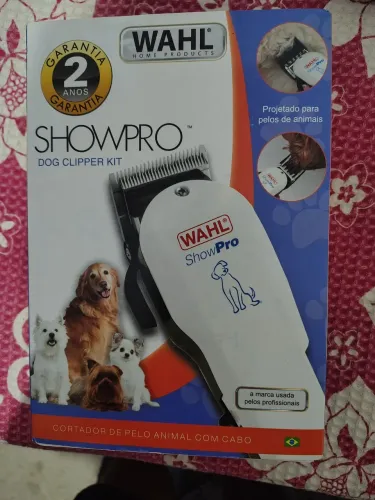 GARANTIA
2
ANOS
GARANTIA
WAHL
HOME PRODUCTS
SHOWPRO™
DOG CLIPPER KIT
Projetado para
pelos de animais
WAHL
ShowPro
a marca usada
pelos profissionais
CORTADOR DE PELO ANIMAL COM CABO